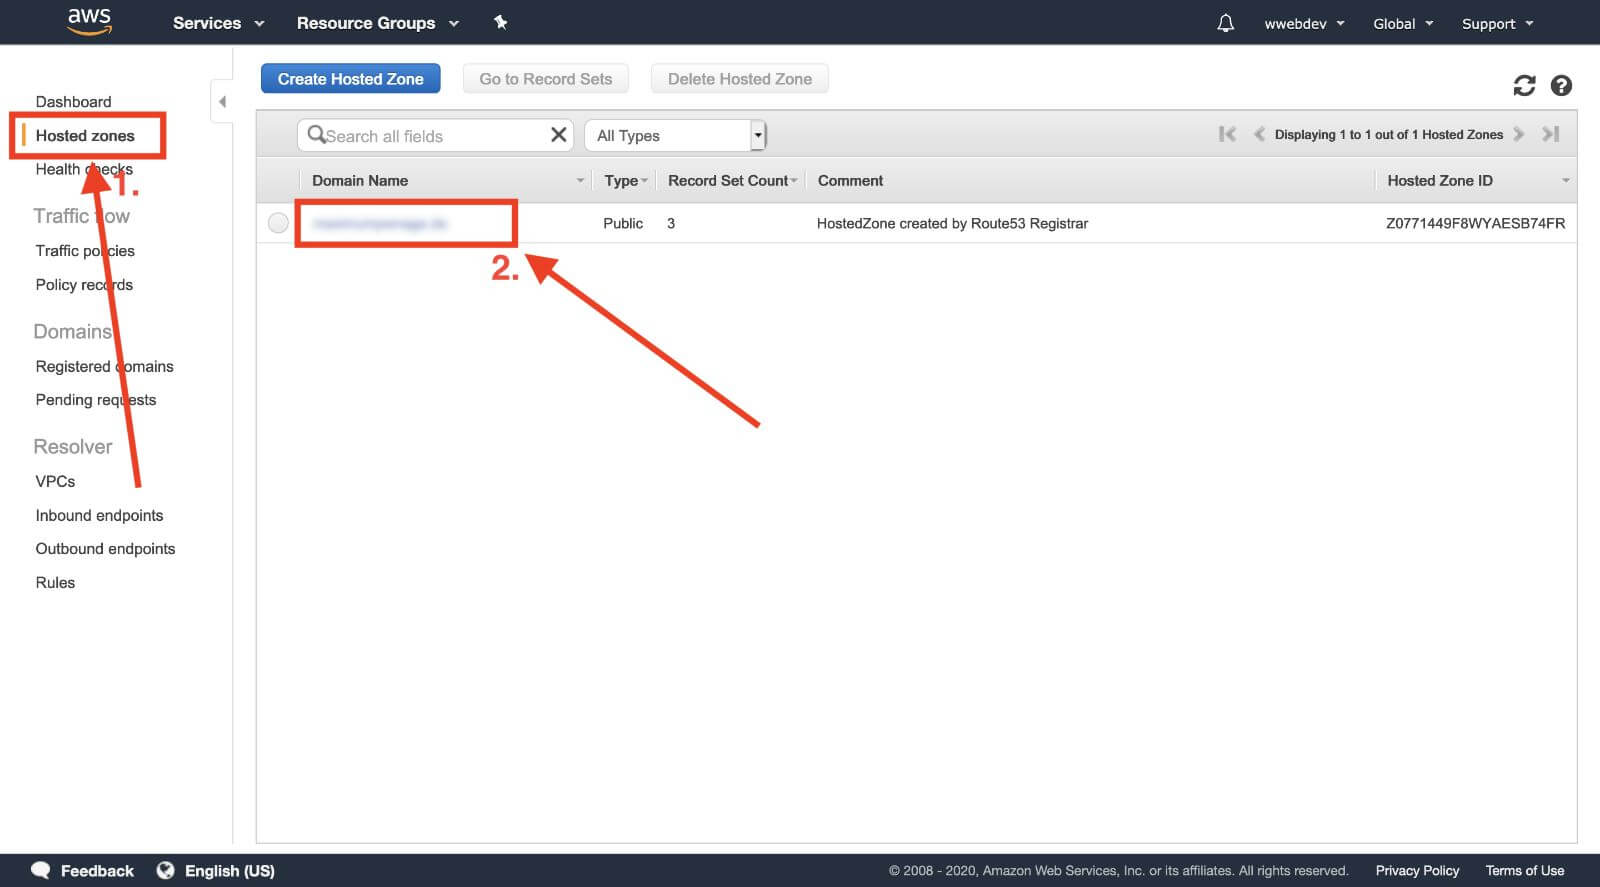 aws Services Resource Groups wwebdev Global Support
Dashboard
Hosted zones
Health checks
1.
Traffic flow
Traffic policies
Policy records
Domains
Registered domains
Pending requests
Resolver
VPCs
Inbound endpoints
Outbound endpoints
Rules
Create Hosted Zone Go to Record Sets Delete Hosted Zone
Search all fields All Types Displaying 1 to 1 out of 1 Hosted Zones
Domain Name Type Record Set Count Comment Hosted Zone ID
Public 3 HostedZone created by Route53 Registrar Z0771449F8WYAESB74FR
2.
Feedback English (US) © 2008 - 2020, Amazon Web Services, Inc. or its affiliates. All rights reserved. Privacy Policy Terms of Use